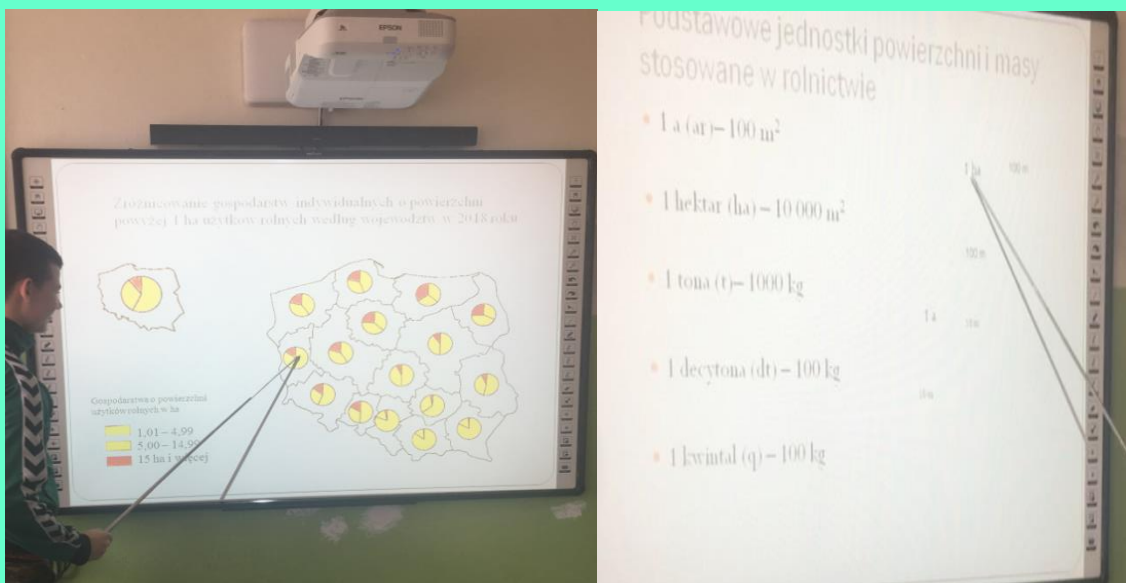 EPSON
Zróżnicowanie gospodarstw indywidualnych o powierzchni
powyżej 1 ha użytków rolnych według województw w 2018 roku
Gospodarstwa o powierzchni
użytków rolnych w ha
1,01 – 4,99
5,00 – 14,99
15 ha i więcej
Podstawowe jednostki powierzchni i masy
stosowane w rolnictwie
• 1 a (ar)– 100 m²
• 1 hektar (ha) – 10 000 m²
• 1 tona (t)– 1000 kg
• 1 decytona (dt) – 100 kg
• 1 kwintal (q) – 100 kg
1 ha
100 m
100 m
1 a
10 m
10 m